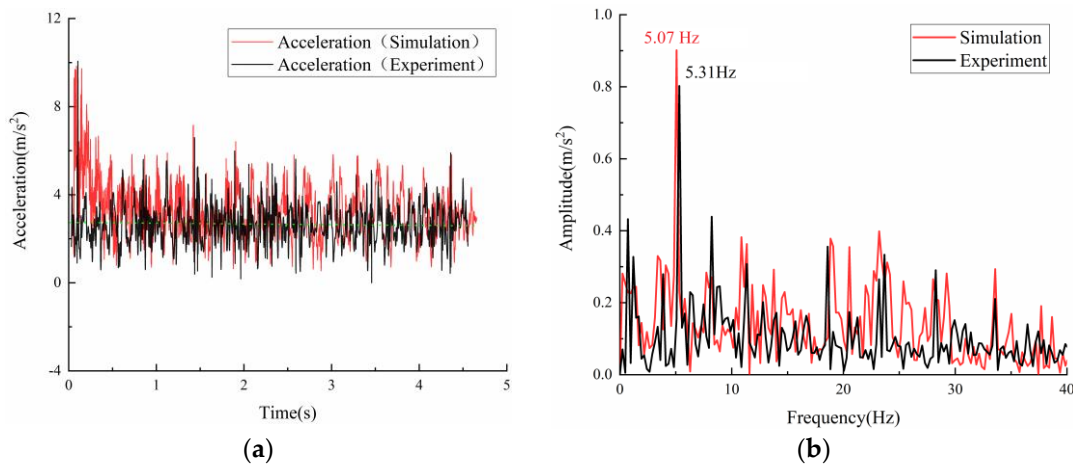 12
8
4
0
-4
0
1
2
3
4
5
Acceleration(m/s²)
Time(s)
Acceleration（Simulation）
Acceleration（Experiment）
(a)
1.0
0.8
0.6
0.4
0.2
0.0
0
10
20
30
40
Amplitude(m/s²)
Frequency(Hz)
5.07 Hz
5.31Hz
Simulation
Experiment
(b)